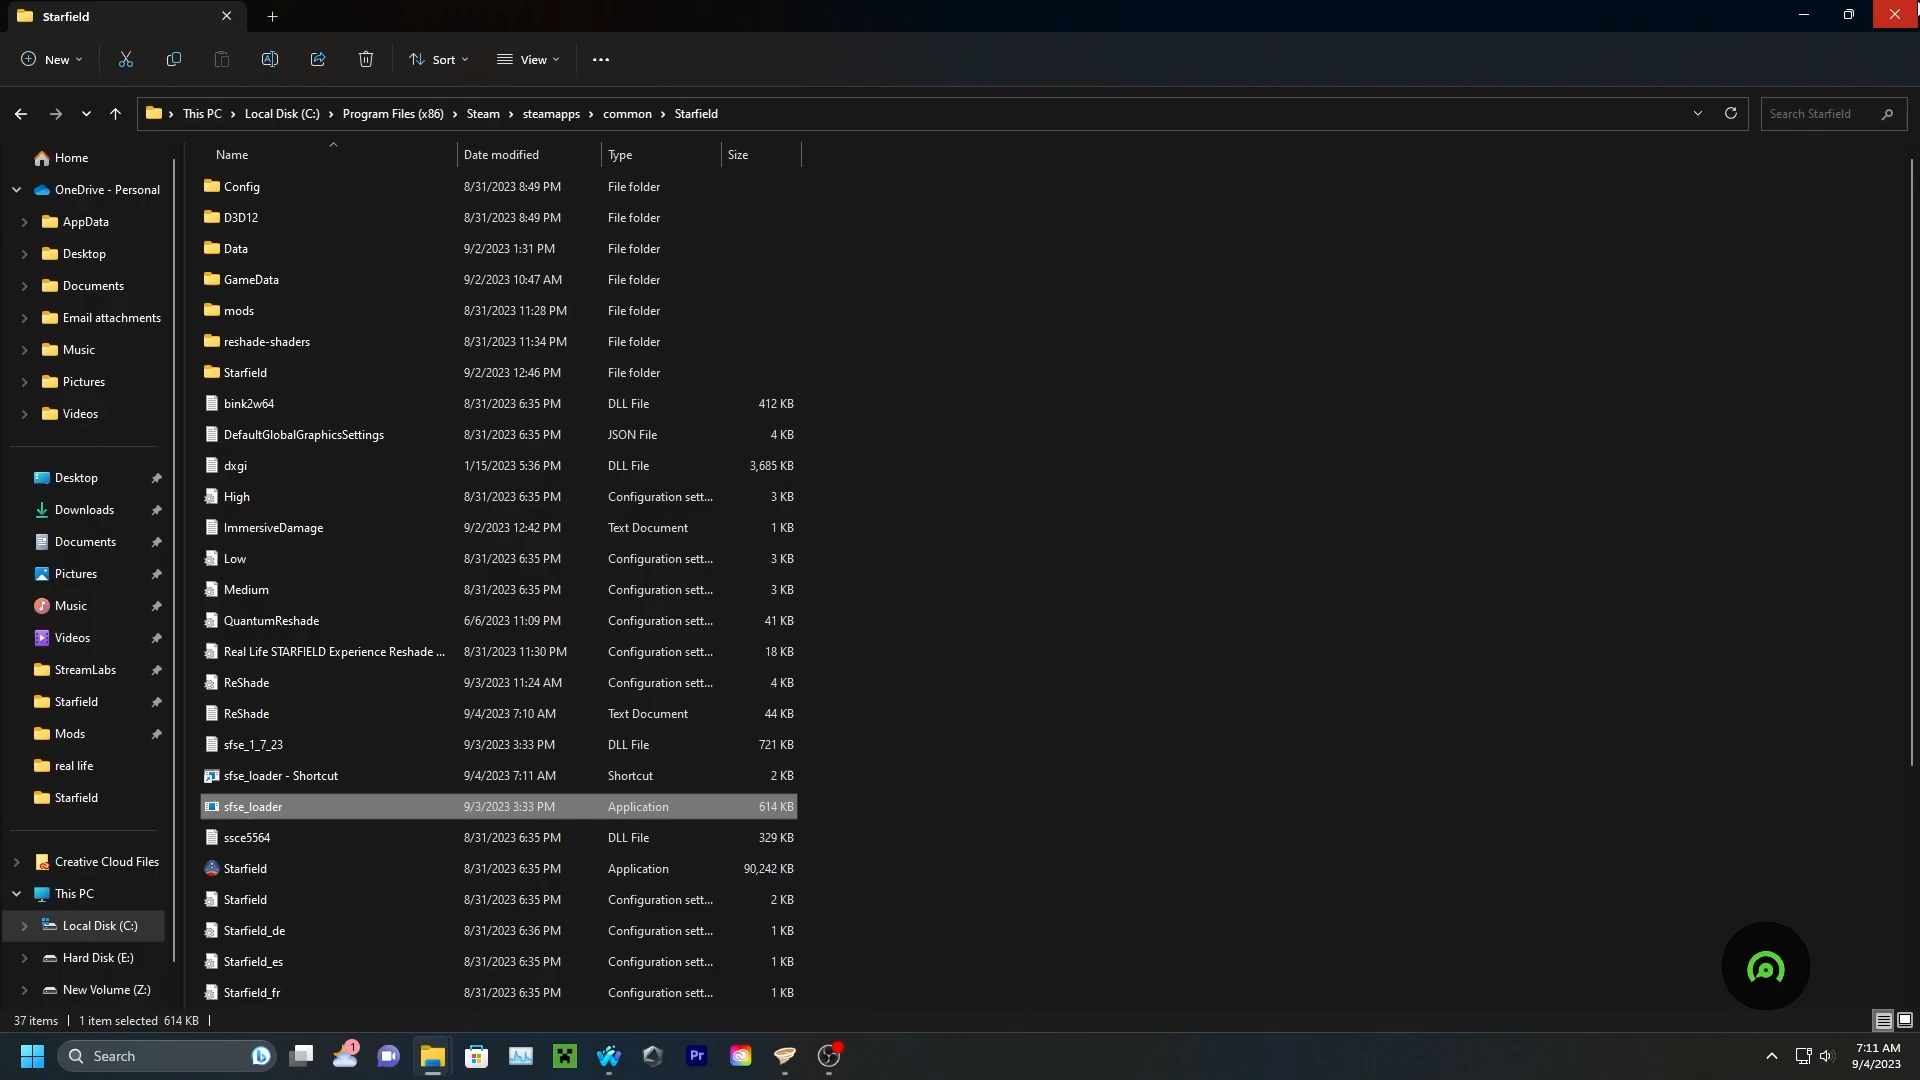 Starfield
New
Sort
View
This PC > Local Disk (C:) > Program Files (x86) > Steam > steamapps > common > Starfield
Search Starfield
Home
OneDrive - Personal
AppData
Desktop
Documents
Email attachments
Music
Pictures
Videos
Desktop
Downloads
Documents
Pictures
Music
Videos
StreamLabs
Starfield
Mods
real life
Starfield
Creative Cloud Files
This PC
Local Disk (C:)
Hard Disk (E:)
New Volume (Z:)
Name Date modified Type Size
Config 8/31/2023 8:49 PM File folder
D3D12 8/31/2023 8:49 PM File folder
Data 9/2/2023 1:31 PM File folder
GameData 9/2/2023 10:47 AM File folder
mods 8/31/2023 11:28 PM File folder
reshade-shaders 8/31/2023 11:34 PM File folder
Starfield 9/2/2023 12:46 PM File folder
bink2w64 8/31/2023 6:35 PM DLL File 412 KB
DefaultGlobalGraphicsSettings 8/31/2023 6:35 PM JSON File 4 KB
dxgi 1/15/2023 5:36 PM DLL File 3,685 KB
High 8/31/2023 6:35 PM Configuration sett... 3 KB
ImmersiveDamage 9/2/2023 12:42 PM Text Document 1 KB
Low 8/31/2023 6:35 PM Configuration sett... 3 KB
Medium 8/31/2023 6:35 PM Configuration sett... 3 KB
QuantumReshade 6/6/2023 11:09 PM Configuration sett... 41 KB
Real Life STARFIELD Experience Reshade ... 8/31/2023 11:30 PM Configuration sett... 18 KB
ReShade 9/3/2023 11:24 AM Configuration sett... 4 KB
ReShade 9/4/2023 7:10 AM Text Document 44 KB
sfse_1_7_23 9/3/2023 3:33 PM DLL File 721 KB
sfse_loader - Shortcut 9/4/2023 7:11 AM Shortcut 2 KB
sfse_loader 9/3/2023 3:33 PM Application 614 KB
ssce5564 8/31/2023 6:35 PM DLL File 329 KB
Starfield 8/31/2023 6:35 PM Application 90,242 KB
Starfield 8/31/2023 6:35 PM Configuration sett... 2 KB
Starfield_de 8/31/2023 6:36 PM Configuration sett... 1 KB
Starfield_es 8/31/2023 6:35 PM Configuration sett... 1 KB
Starfield_fr 8/31/2023 6:35 PM Configuration sett... 1 KB
37 items | 1 item selected 614 KB |
Search
1
Pr
7:11 AM
9/4/2023